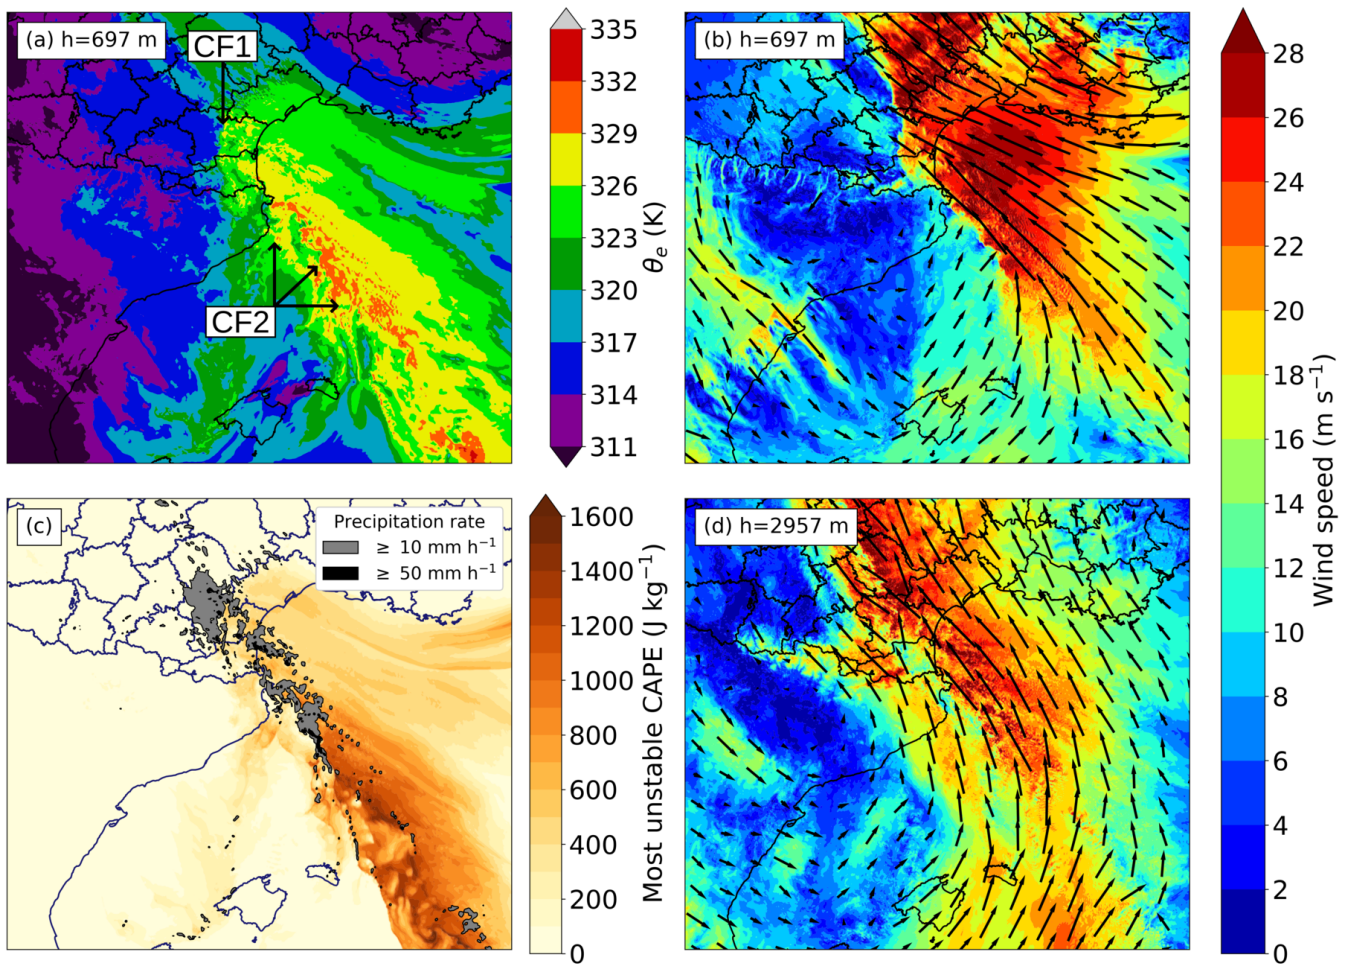 (a) h=697 m
CF1
CF2
335
332
329
326
323
320
317
314
311
θe (K)
(b) h=697 m
28
26
24
22
20
18
16
14
12
10
8
6
4
2
0
Wind speed (m s⁻¹)
(c)
Precipitation rate
≥ 10 mm h⁻¹
≥ 50 mm h⁻¹
1600
1400
1200
1000
800
600
400
200
0
Most unstable CAPE (J kg⁻¹)
(d) h=2957 m